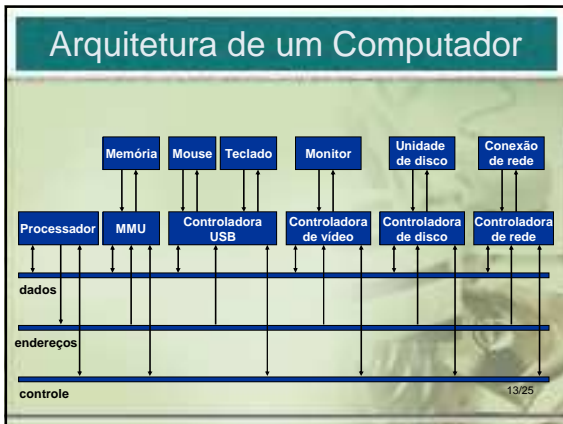 Arquitetura de um Computador
Memória
Mouse
Teclado
Monitor
Unidade
de disco
Conexão
de rede
Processador
MMU
Controladora
USB
Controladora
de vídeo
Controladora
de disco
Controladora
de rede
dados
endereços
controle
13/25